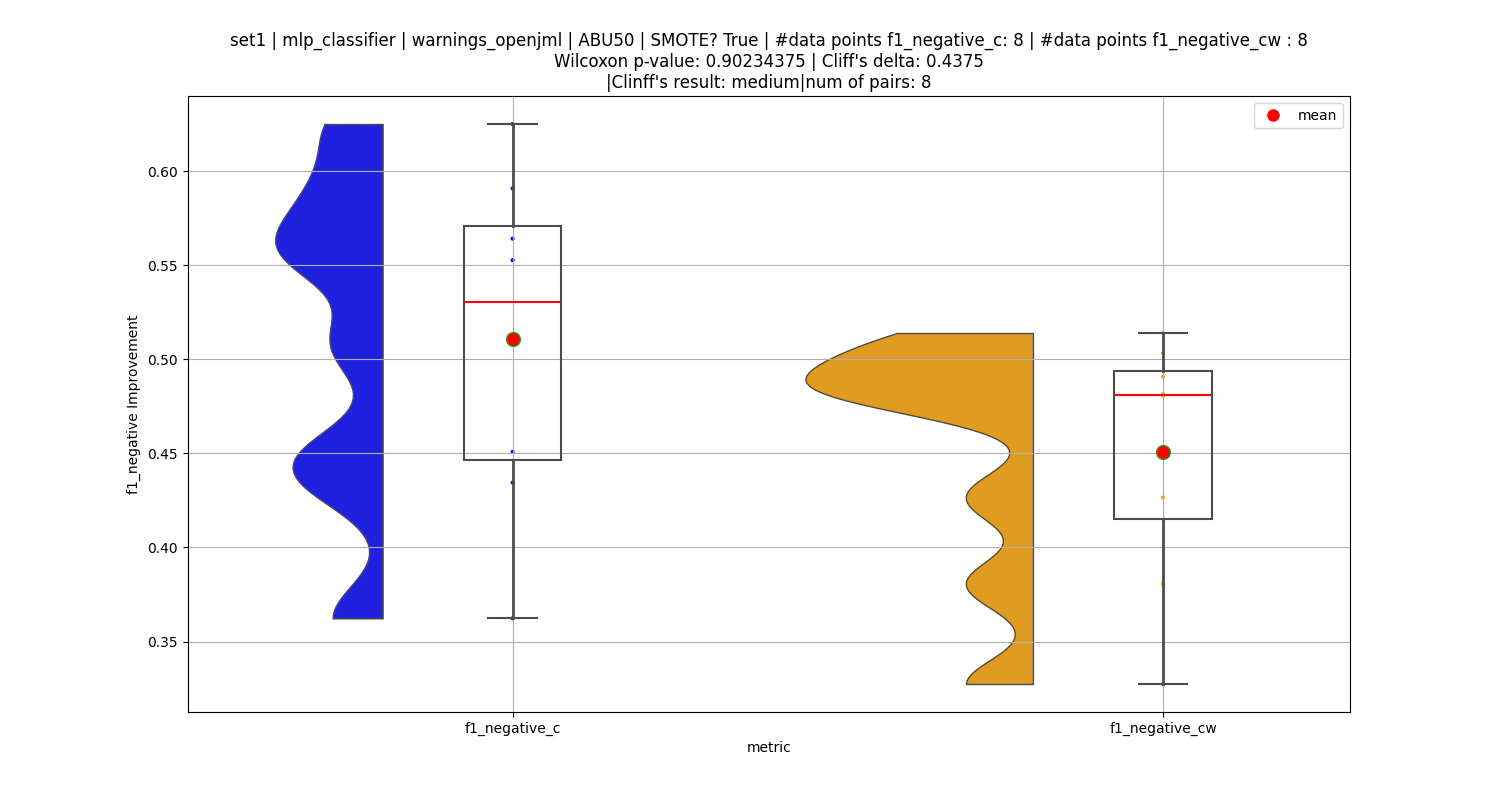 set1 | mlp_classifier | warnings_openjml | ABU50 | SMOTE? True | #data points f1_negative_c: 8 | #data points f1_negative_cw : 8
Wilcoxon p-value: 0.90234375 | Cliff's delta: 0.4375
|Clinff's result: medium|num of pairs: 8
mean
0.60
0.55
0.50
0.45
0.40
0.35
f1_negative Improvement
f1_negative_c
f1_negative_cw
metric